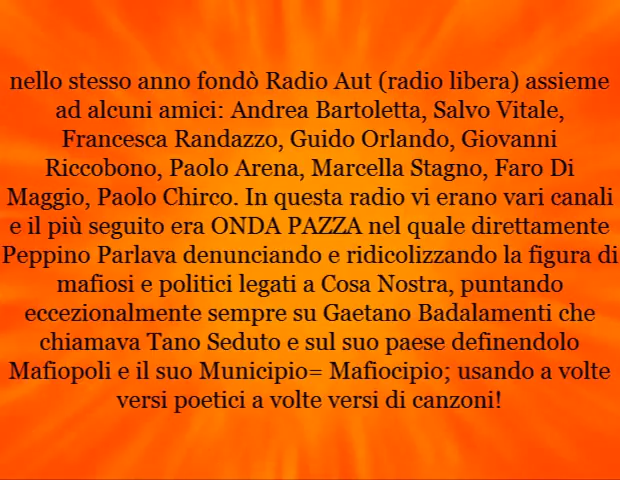 nello stesso anno fondò Radio Aut (radio libera) assieme
ad alcuni amici: Andrea Bartoletta, Salvo Vitale,
Francesca Randazzo, Guido Orlando, Giovanni
Riccobono, Paolo Arena, Marcella Stagno, Faro Di
Maggio, Paolo Chirco. In questa radio vi erano vari canali
e il più seguito era ONDA PAZZA nel quale direttamente
Peppino Parlava denunciando e ridicolizzando la figura di
mafiosi e politici legati a Cosa Nostra, puntando
eccezionalmente sempre su Gaetano Badalamenti che
chiamava Tano Seduto e sul suo paese definendolo
Mafiopoli e il suo Municipio= Mafiocipio; usando a volte
versi poetici a volte versi di canzoni!